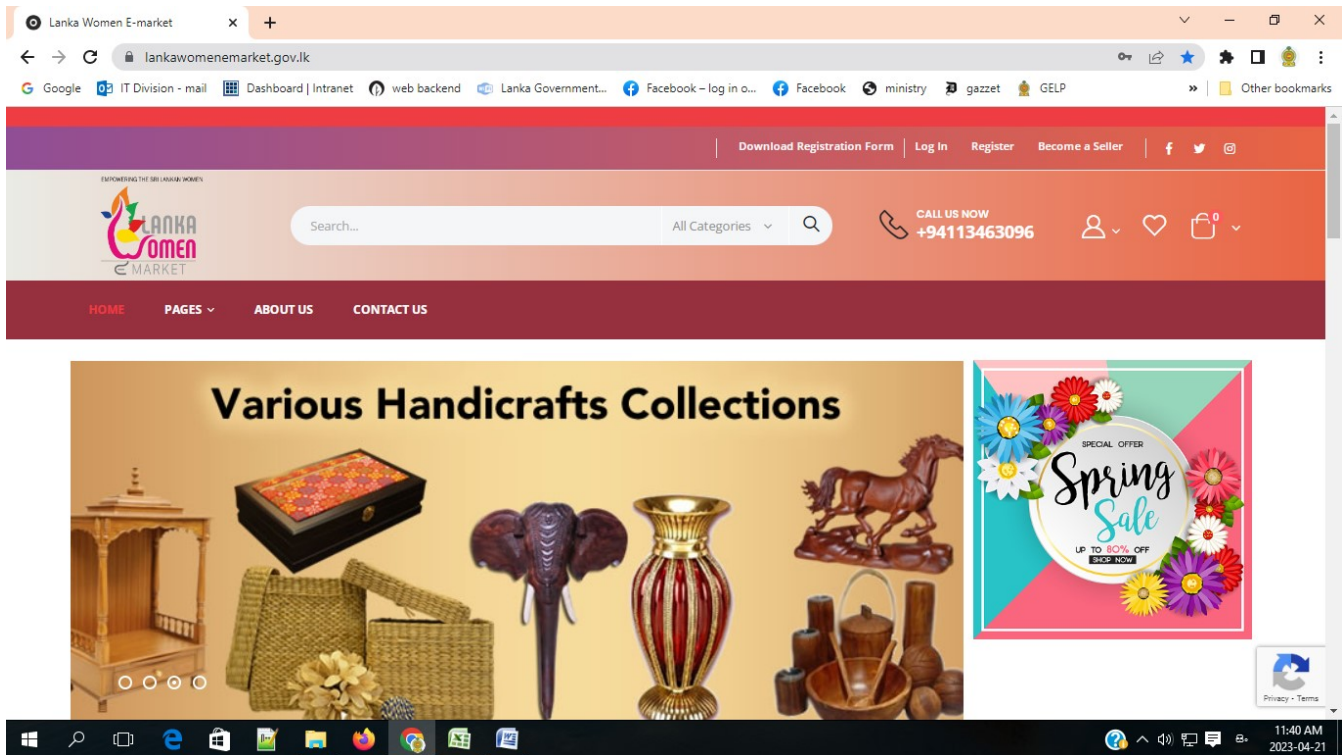 Lanka Women E-market
lankawomenemarket.gov.lk
Google IT Division - mail Dashboard | Intranet web backend Lanka Government... Facebook – log in o... Facebook ministry gazzet GELP » Other bookmarks
Download Registration Form Log In Register Become a Seller
EMPOWERING THE SRI LANKAN WOMEN
LANKA
WOMEN
e MARKET
Search... All Categories
CALL US NOW
+94113463096
0
HOME PAGES ABOUT US CONTACT US
Various Handicrafts Collections
SPECIAL OFFER
Spring
Sale
UP TO 80% OFF
SHOP NOW
Privacy - Terms
11:40 AM
2023-04-21